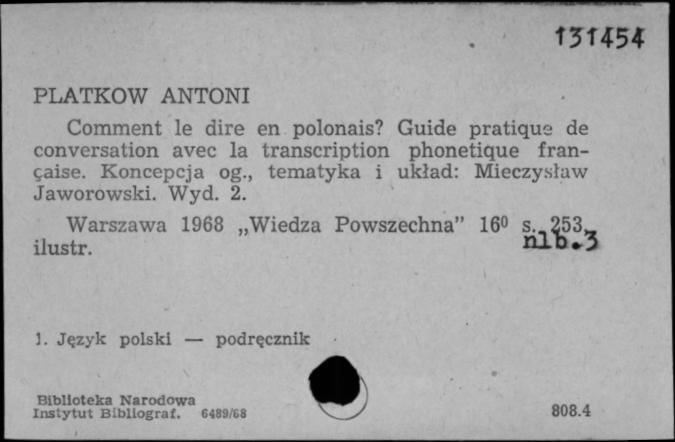 131454
PLATKOW ANTONI
Comment le dire en polonais? Guide pratique de
conversation avec la transcription phonetique fran-
çaise. Koncepcja og., tematyka i układ: Mieczysław
Jaworowski. Wyd. 2.
Warszawa 1968 „Wiedza Powszechna” 16⁰ s. 253,
nlb.3
ilustr.
1. Język polski — podręcznik
Biblioteka Narodowa
Instytut Bibliograf. 6489/68
808.4